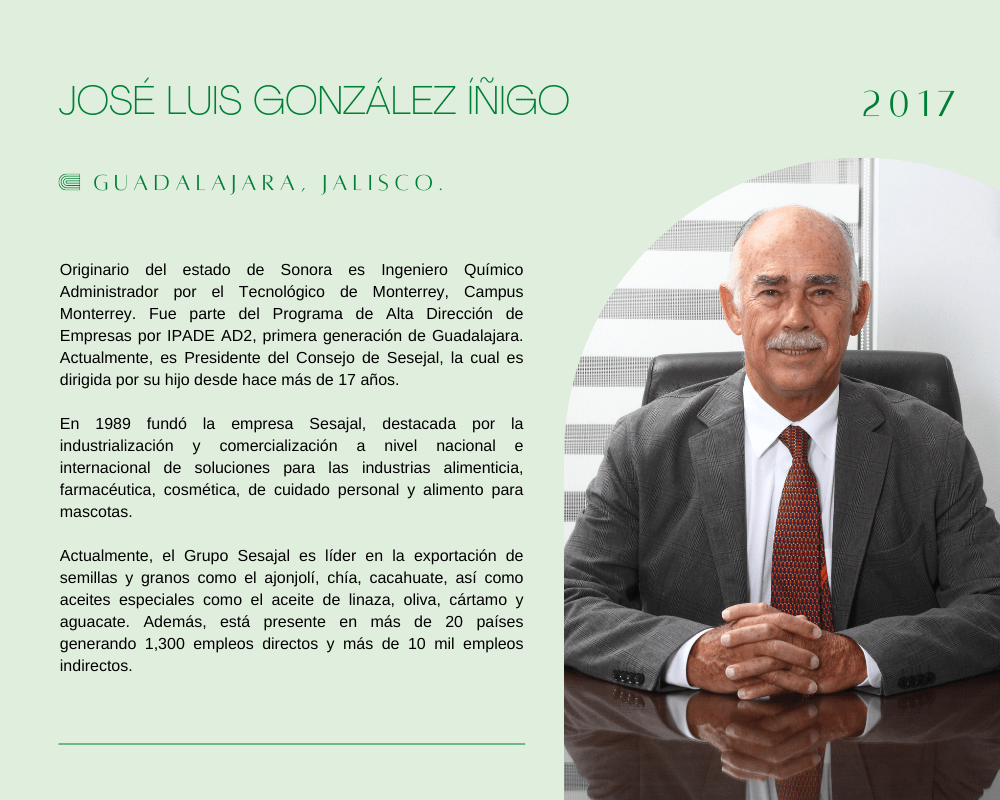 JOSÉ LUIS GONZÁLEZ ÍÑIGO
2017
GUADALAJARA, JALISCO.
Originario del estado de Sonora es Ingeniero Químico
Administrador por el Tecnológico de Monterrey, Campus
Monterrey. Fue parte del Programa de Alta Dirección de
Empresas por IPADE AD2, primera generación de Guadalajara.
Actualmente, es Presidente del Consejo de Sesejal, la cual es
dirigida por su hijo desde hace más de 17 años.
En 1989 fundó la empresa Sesajal, destacada por la
industrialización y comercialización a nivel nacional e
internacional de soluciones para las industrias alimenticia,
farmacéutica, cosmética, de cuidado personal y alimento para
mascotas.
Actualmente, el Grupo Sesajal es líder en la exportación de
semillas y granos como el ajonjolí, chía, cacahuate, así como
aceites especiales como el aceite de linaza, oliva, cártamo y
aguacate. Además, está presente en más de 20 países
generando 1,300 empleos directos y más de 10 mil empleos
indirectos.